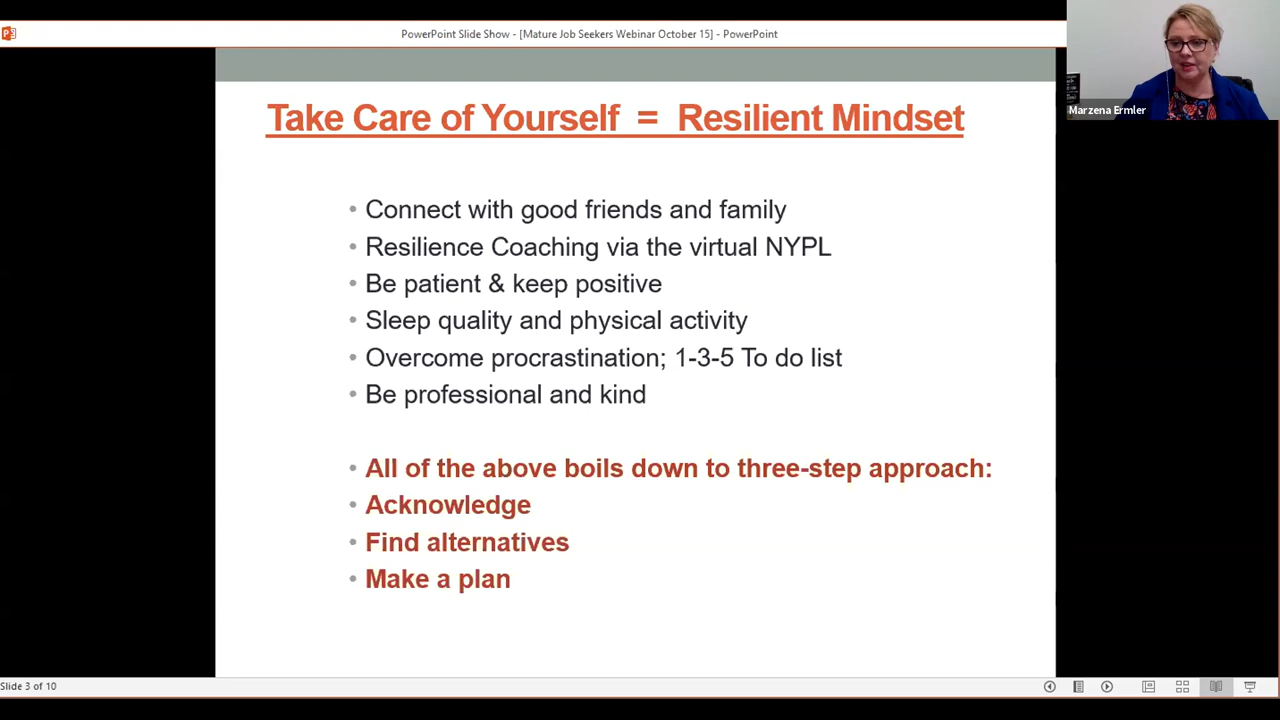 PowerPoint Slide Show - [Mature Job Seekers Webinar October 15] - PowerPoint
Marzena Ermler
Take Care of Yourself = Resilient Mindset
• Connect with good friends and family
• Resilience Coaching via the virtual NYPL
• Be patient & keep positive
• Sleep quality and physical activity
• Overcome procrastination; 1-3-5 To do list
• Be professional and kind
• All of the above boils down to three-step approach:
• Acknowledge
• Find alternatives
• Make a plan
Slide 3 of 10